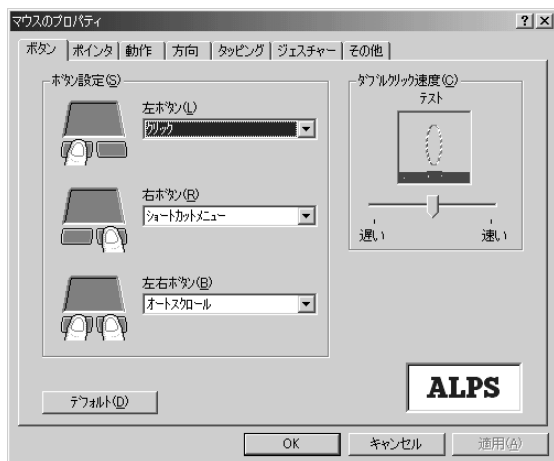 マウスのプロパティ
? ×
ボタン ポインタ 動作 方向 タッピング ジェスチャー その他
ボタン設定(S)
左ボタン(L)
クリック
右ボタン(R)
ショートカットメニュー
左右ボタン(B)
オートスクロール
ダブルクリック速度(C)
テスト
遅い 速い
デフォルト(D)
ALPS
OK キャンセル 適用(A)